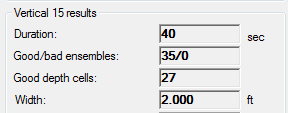 Vertical 15 results
Duration: 40 sec
Good/bad ensembles: 35/0
Good depth cells: 27
Width: 2.000 ft